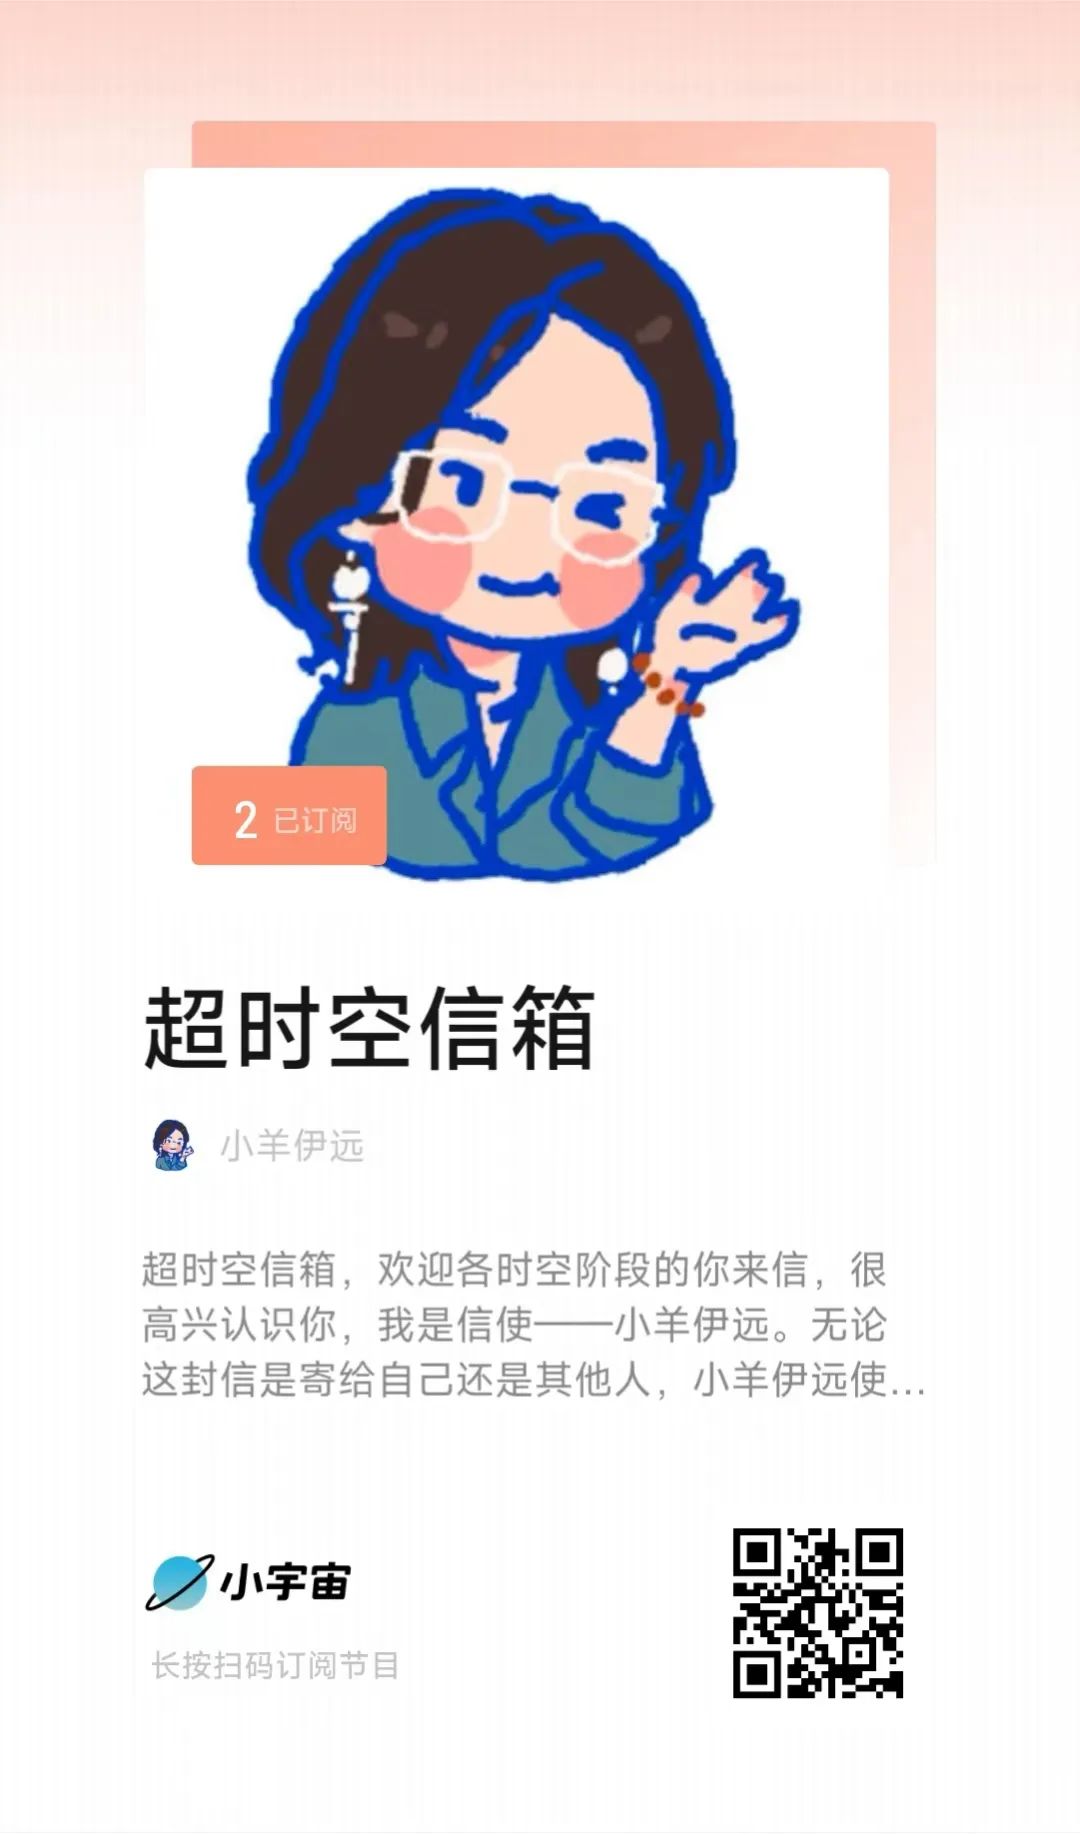 2 已订阅
超时空信箱
小羊伊远
超时空信箱，欢迎各时空阶段的你来信，很
高兴认识你，我是信使——小羊伊远。无论
这封信是寄给自己还是其他人，小羊伊远使...
小宇宙
长按扫码订阅节目